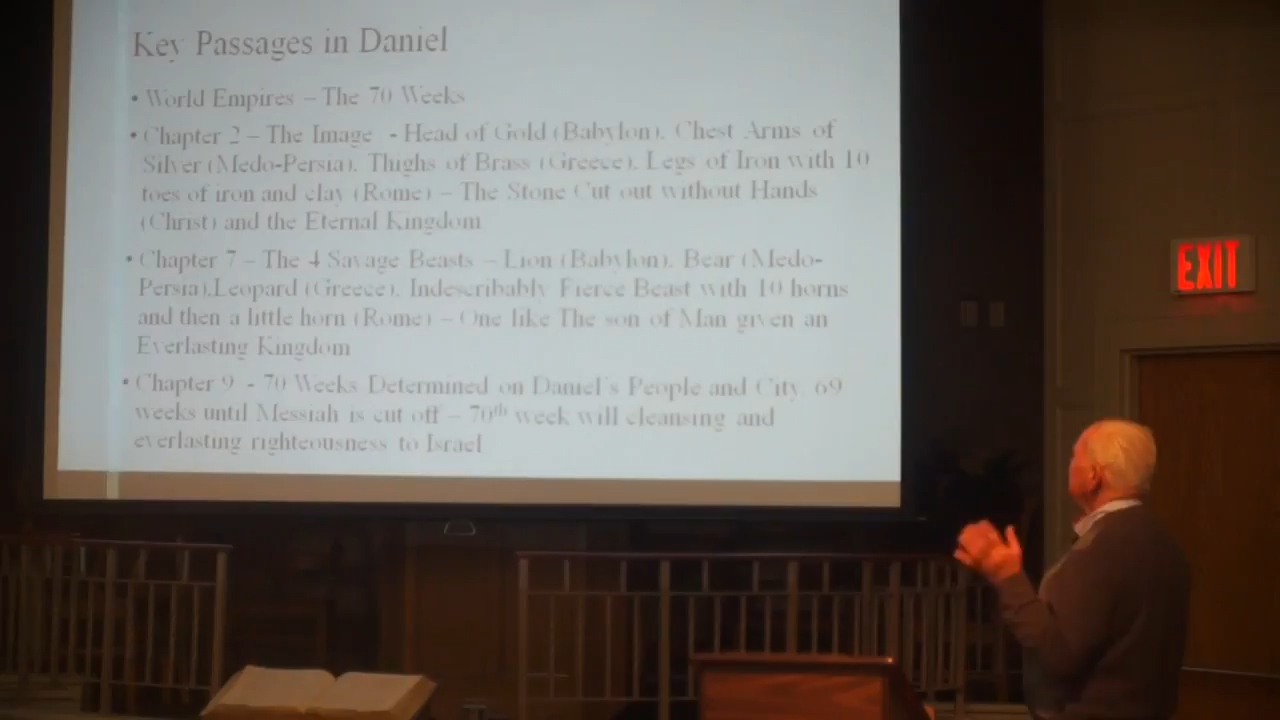 Key Passages in Daniel
• World Empires – The 70 Weeks
• Chapter 2 – The Image - Head of Gold (Babylon), Chest Arms of
Silver (Medo-Persia), Thighs of Brass (Greece), Legs of Iron with 10
toes of iron and clay (Rome) – The Stone Cut out without Hands
(Christ) and the Eternal Kingdom
• Chapter 7 – The 4 Savage Beasts – Lion (Babylon), Bear (Medo-
Persia),Leopard (Greece), Indescribably Fierce Beast with 10 horns
and then a little horn (Rome) – One like The son of Man given an
Everlasting Kingdom
• Chapter 9 - 70 Weeks Determined on Daniel's People and City, 69
weeks until Messiah is cut off – 70th week will cleansing and
everlasting righteousness to Israel
EXIT